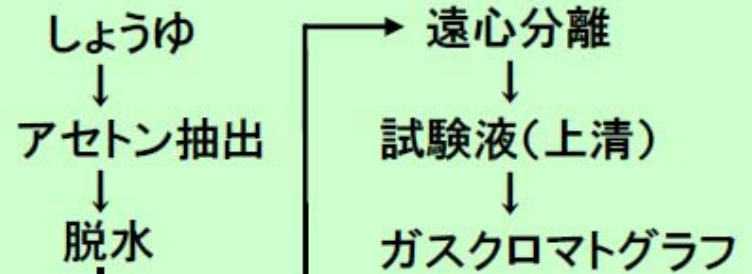 しょうゆ
↓
アセトン抽出
↓
脱水
遠心分離
↓
試験液(上清)
↓
ガスクロマトグラフ